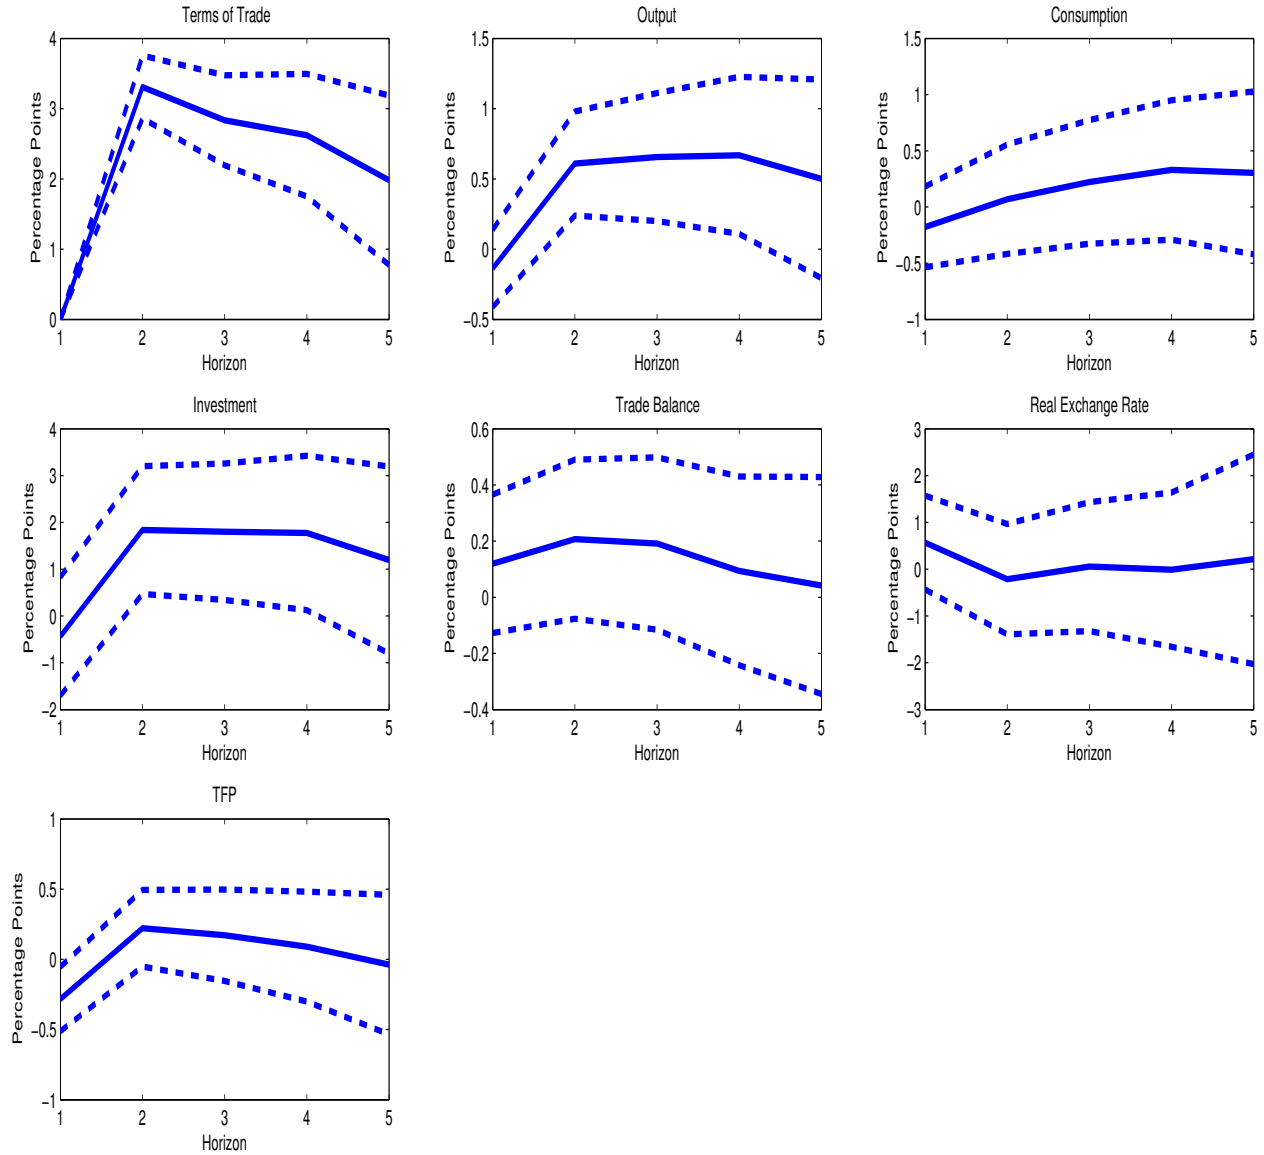 Terms of Trade
Percentage Points
4
3
2
1
0
1 2 3 4 5
Horizon
Output
Percentage Points
1.5
1
0.5
0
−0.5
1 2 3 4 5
Horizon
Consumption
Percentage Points
1.5
1
0.5
0
−0.5
−1
1 2 3 4 5
Horizon
Investment
Percentage Points
4
3
2
1
0
−1
−2
1 2 3 4 5
Horizon
Trade Balance
Percentage Points
0.6
0.4
0.2
0
−0.2
−0.4
1 2 3 4 5
Horizon
Real Exchange Rate
Percentage Points
3
2
1
0
−1
−2
−3
1 2 3 4 5
Horizon
TFP
Percentage Points
1
0.5
0
−0.5
−1
1 2 3 4 5
Horizon